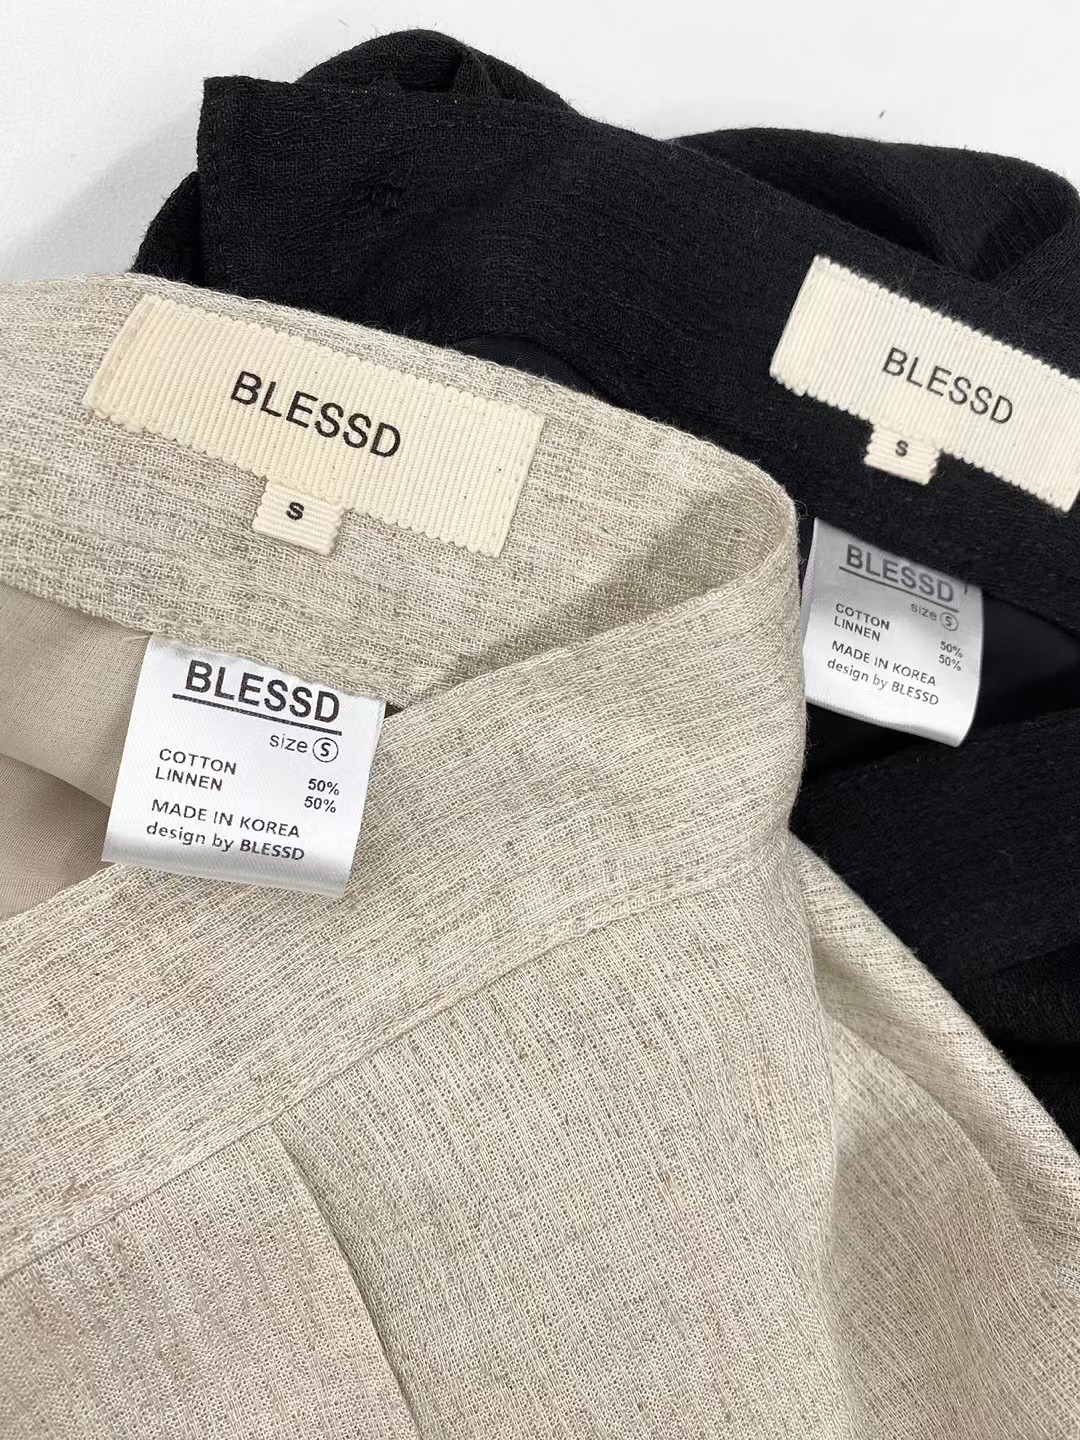 BLESSD
S
BLESSD
size S
COTTON 50%
LINNEN 50%
MADE IN KOREA
design by BLESSD
BLESSD
S
BLESSD
size S
COTTON 50%
LINNEN 50%
MADE IN KOREA
design by BLESSD